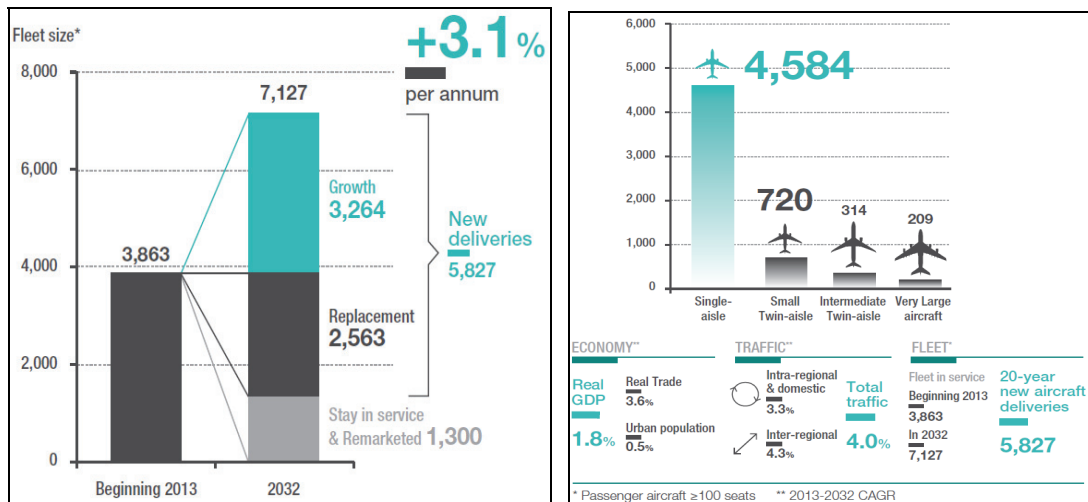 Fleet size*
+3.1%
per annum
8,000
6,000
4,000
2,000
0
7,127
3,863
Growth
3,264
New
deliveries
5,827
Replacement
2,563
Stay in service
& Remarketed 1,300
Beginning 2013
2032
6,000
5,000
4,000
3,000
2,000
1,000
0
4,584
720
314
209
Single-
aisle
Small
Twin-aisle
Intermediate
Twin-aisle
Very Large
aircraft
ECONOMY**
Real
GDP
1.8%
Real Trade
3.6%
Urban population
0.5%
TRAFFIC**
Intra-regional
& domestic
3.3%
Inter-regional
4.3%
Total
traffic
4.0%
FLEET*
Fleet in service
Beginning 2013
3,863
In 2032
7,127
20-year
new aircraft
deliveries
5,827
* Passenger aircraft ≥100 seats ** 2013-2032 CAGR